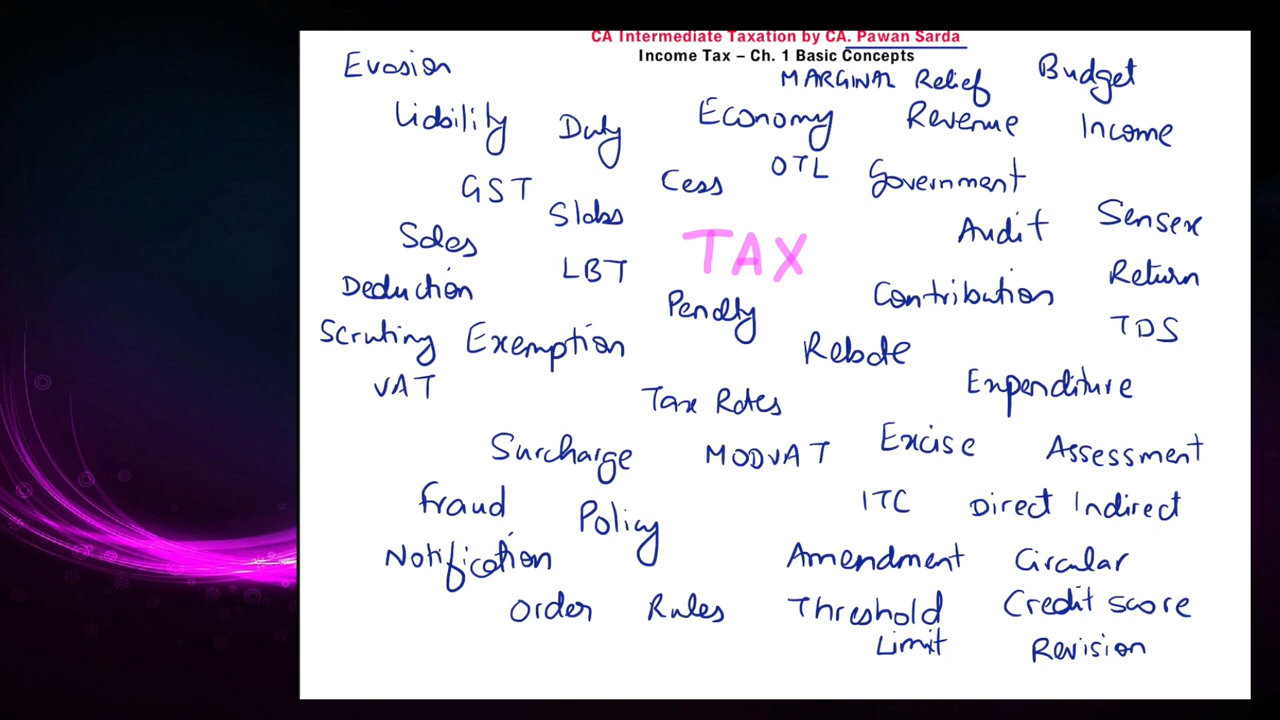 CA Intermediate Taxation by CA. Pawan Sarda
Income Tax – Ch. 1 Basic Concepts
Evasion
MARGINAL Relief
Budget
Liability
Duty
Economy
Revenue
Income
GST
Cess
OTL
Government
Slabs
Audit
Sensex
Sales
LBT
TAX
Return
Deduction
Penalty
Contribution
TDS
Scrutiny
Exemption
Rebate
VAT
Tax Rates
Expenditure
Surcharge
MODVAT
Excise
Assessment
Fraud
Policy
ITC
Direct Indirect
Notification
Amendment
Circular
Order
Rules
Threshold
Limit
Credit score
Revision